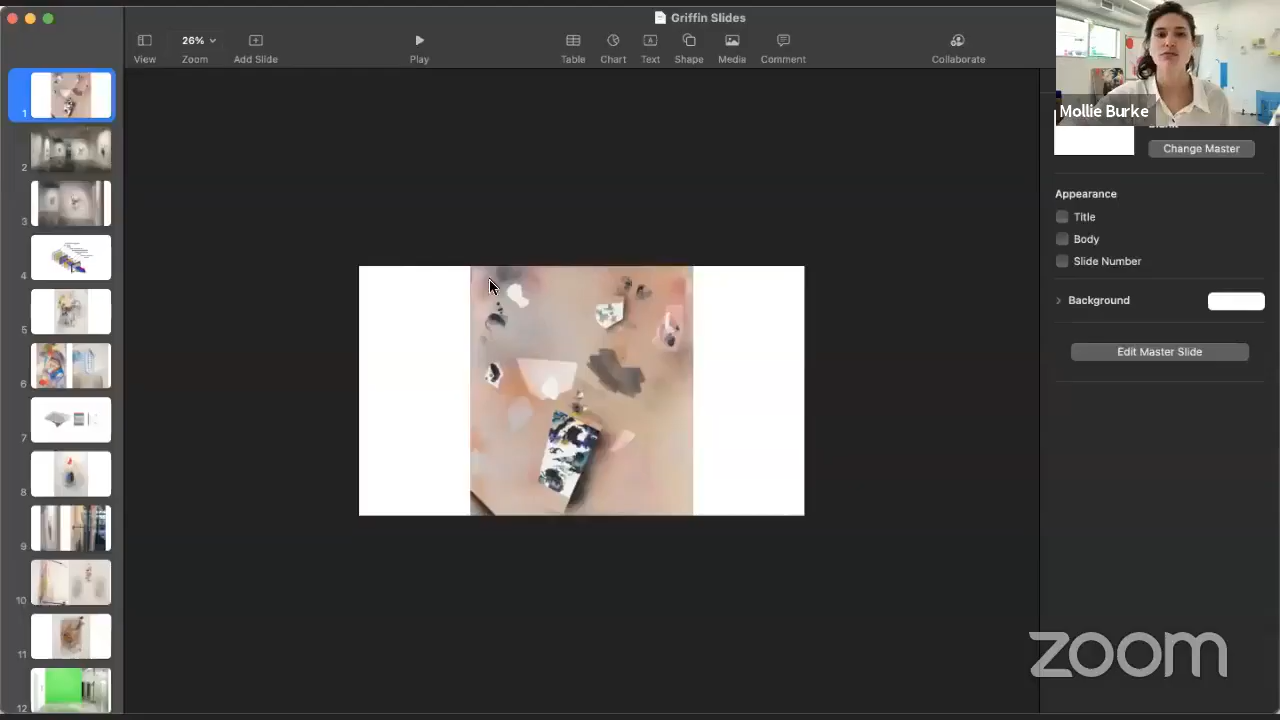 Griffin Slides
26%
View
Zoom
Add Slide
Play
Table
Chart
Text
Shape
Media
Comment
Collaborate
Mollie Burke
Change Master
Appearance
Title
Body
Slide Number
Background
Edit Master Slide
1
2
3
4
5
6
7
8
9
10
11
12
zoom